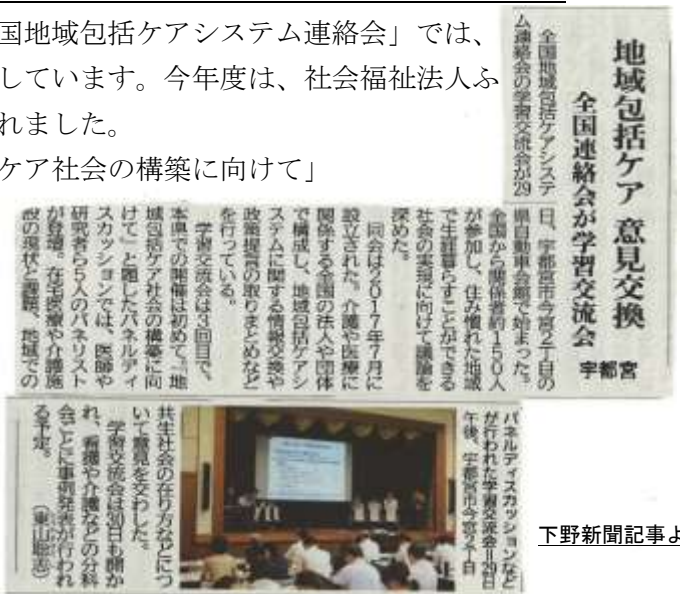 国地域包括ケアシステム連絡会」では、
しています。今年度は、社会福祉法人ふ
れました。
ケア社会の構築に向けて」
地域包括ケア 意見交換
全国連絡会が学習交流会
宇都宮
全国地域包括ケアシステ
ム連絡会の学習交流会が29
日、宇都宮市今宮2丁目の
県自動車会館で始まった。
全国から関係者約150人
が参加し、住み慣れた地域
で生涯暮らすことができる
社会の実現に向けて議論を
深めた。
同会は2017年7月に
設立された。介護や医療に
関係する全国の法人や団体
で構成し、地域包括ケアシ
ステムに関する情報交換や
政策提言の取りまとめなど
を行っている。
学習交流会は3回目で、
本県での開催は初めて。「地
域包括ケア社会の構築に向
けて」と題したパネルディ
スカッションでは、医師や
研究者ら5人のパネリスト
が登壇。在宅医療や介護施
設の現状と課題、地域での
共生社会の在り方などにつ
いて意見を交わした。
学習交流会は30日も開か
れ、看護や介護などの分科
会ごとに事例発表が行われ
る予定。
(東山聡志)
パネルディスカッションなど
が行われた学習交流会=29日
午後、宇都宮市今宮2丁目
下野新聞記事よ